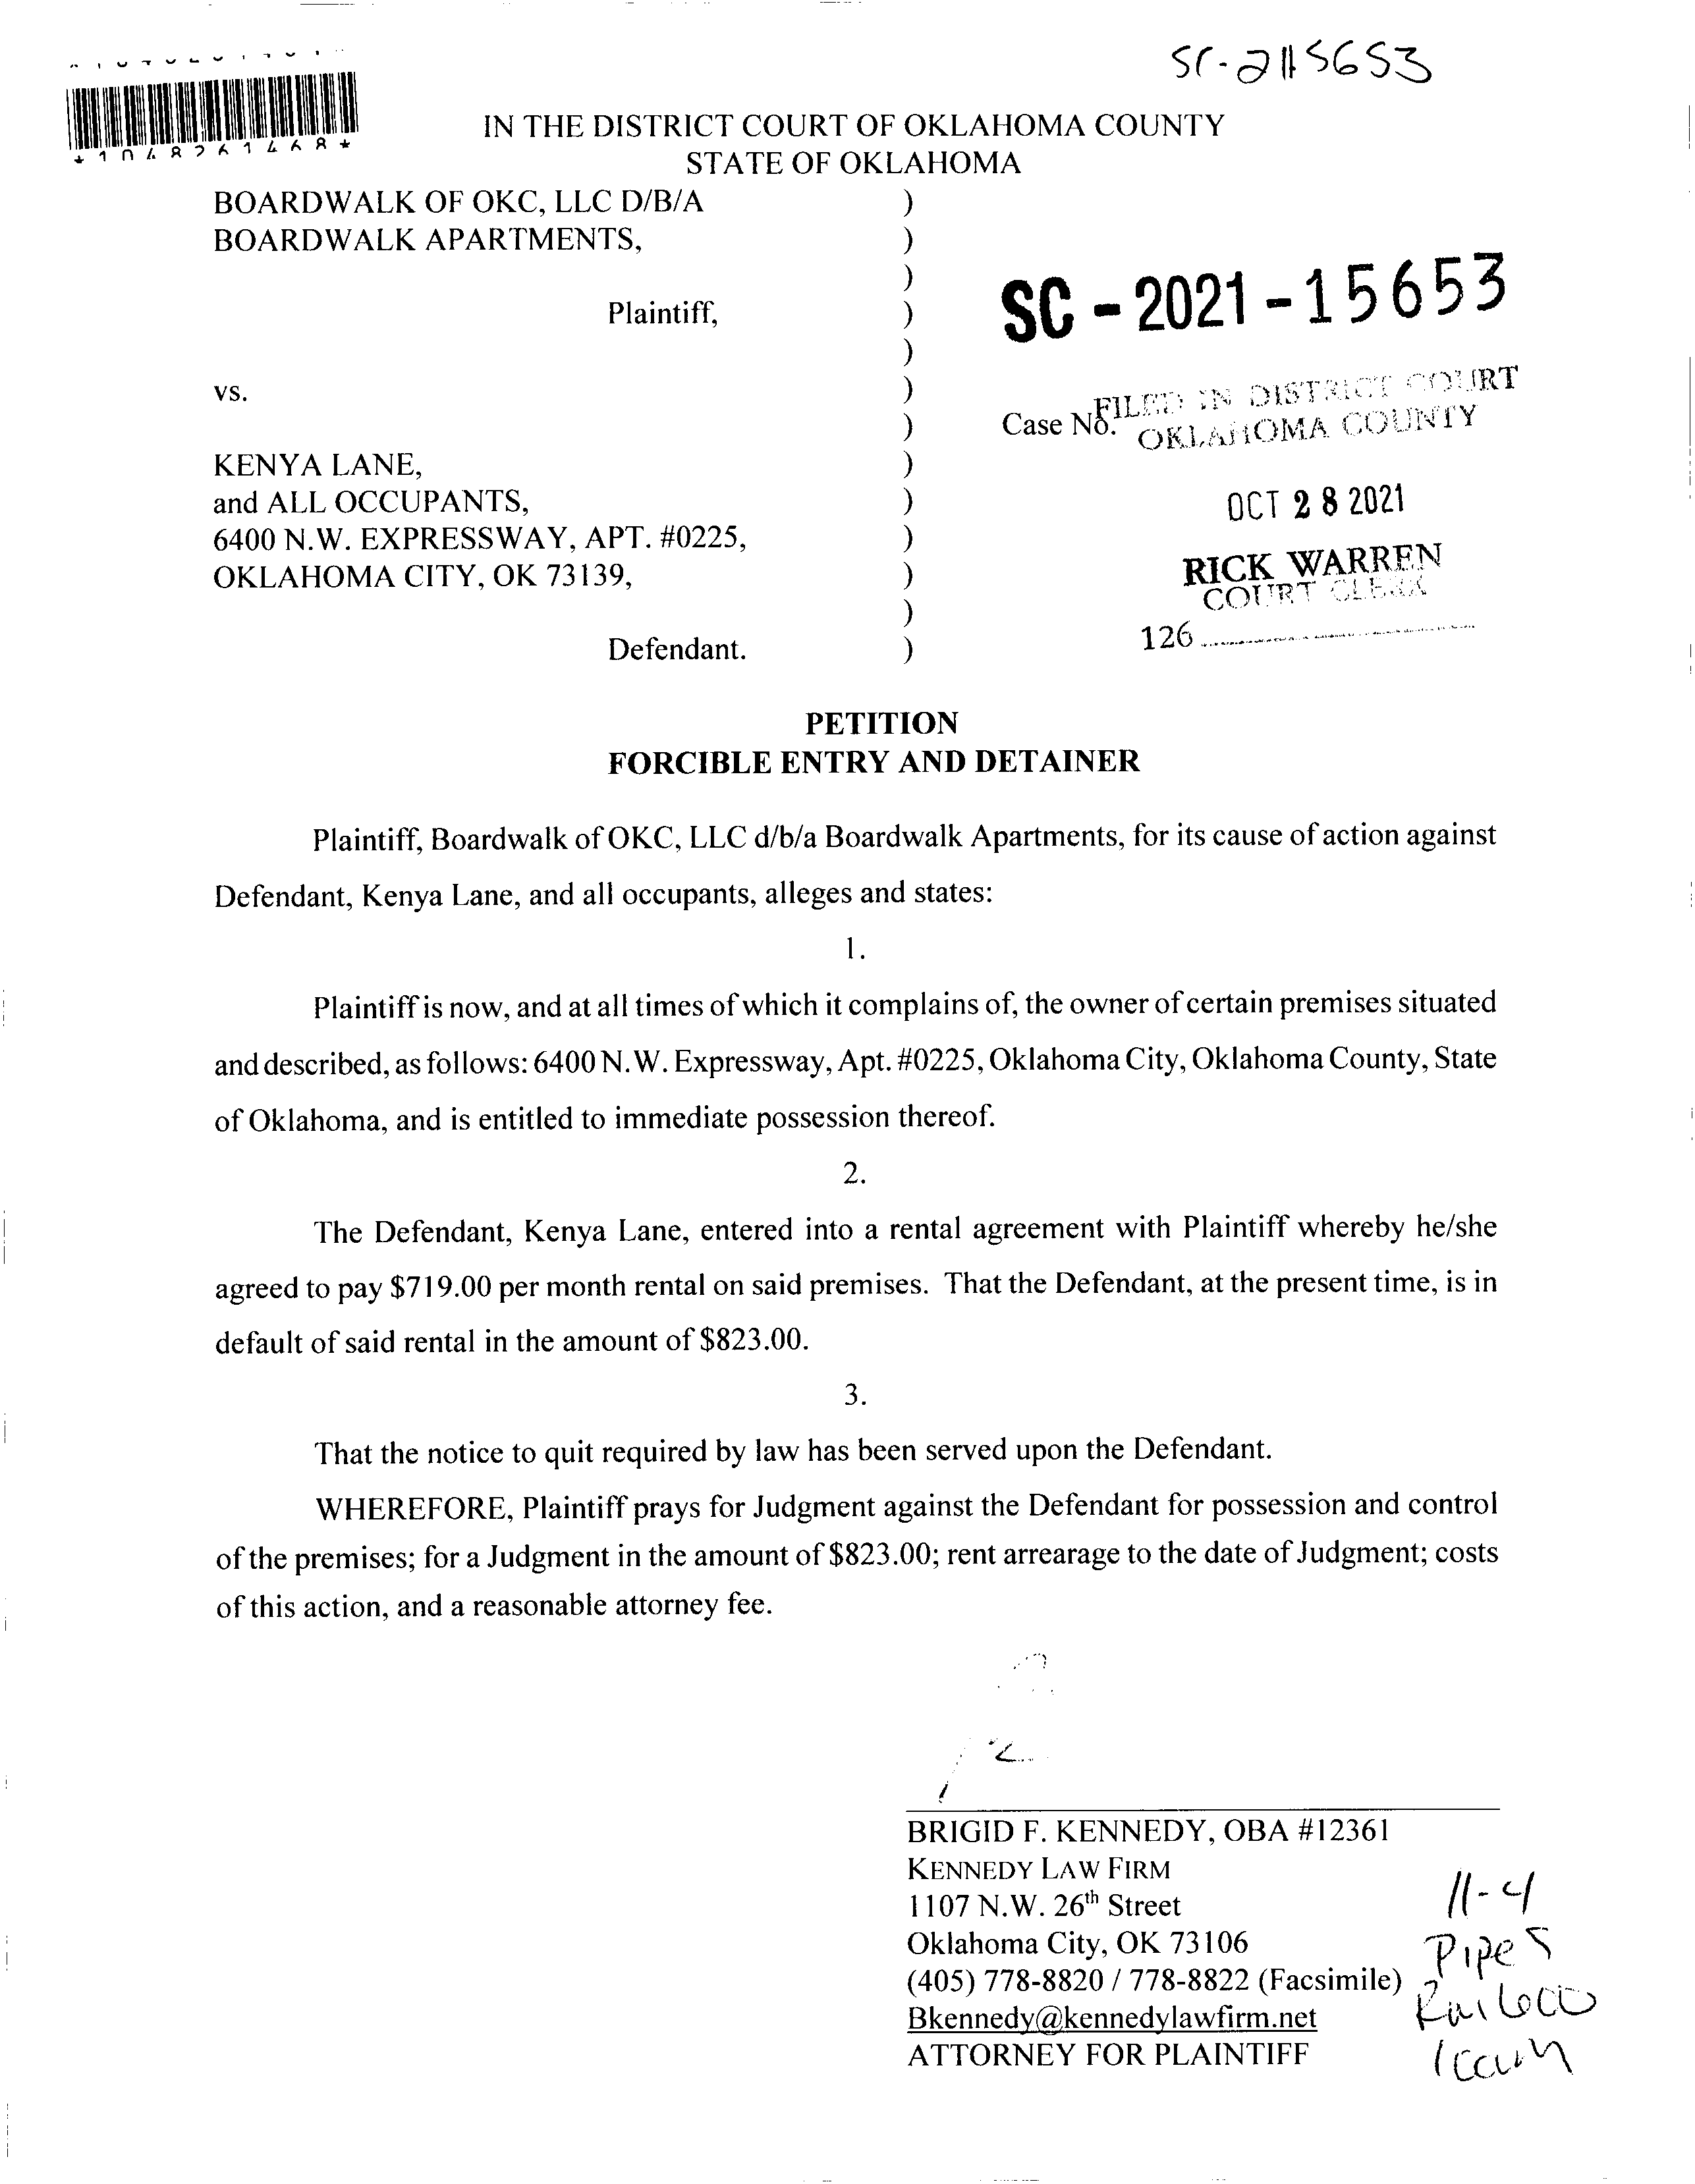 SC-2115653
*1048261468*
IN THE DISTRICT COURT OF OKLAHOMA COUNTY
STATE OF OKLAHOMA
BOARDWALK OF OKC, LLC D/B/A )
BOARDWALK APARTMENTS, )
)
Plaintiff, )
)
SC - 2021 - 15653
vs. )
)
Case No.
FILED IN DISTRICT COURT
OKLAHOMA COUNTY
KENYA LANE, )
and ALL OCCUPANTS, )
OCT 28 2021
6400 N.W. EXPRESSWAY, APT. #0225, )
OKLAHOMA CITY, OK 73139, )
)
RICK WARREN
COURT CLERK
126
Defendant. )
PETITION
FORCIBLE ENTRY AND DETAINER
Plaintiff, Boardwalk of OKC, LLC d/b/a Boardwalk Apartments, for its cause of action against
Defendant, Kenya Lane, and all occupants, alleges and states:
1.
Plaintiff is now, and at all times of which it complains of, the owner of certain premises situated
and described, as follows: 6400 N.W. Expressway, Apt. #0225, Oklahoma City, Oklahoma County, State
of Oklahoma, and is entitled to immediate possession thereof.
2.
The Defendant, Kenya Lane, entered into a rental agreement with Plaintiff whereby he/she
agreed to pay $719.00 per month rental on said premises. That the Defendant, at the present time, is in
default of said rental in the amount of $823.00.
3.
That the notice to quit required by law has been served upon the Defendant.
WHEREFORE, Plaintiff prays for Judgment against the Defendant for possession and control
of the premises; for a Judgment in the amount of $823.00; rent arrearage to the date of Judgment; costs
of this action, and a reasonable attorney fee.
BRIGID F. KENNEDY, OBA #12361
KENNEDY LAW FIRM
1107 N.W. 26th Street
Oklahoma City, OK 73106
(405) 778-8820 / 778-8822 (Facsimile)
Bkennedy@kennedylawfirm.net
ATTORNEY FOR PLAINTIFF
11-4
Pipes